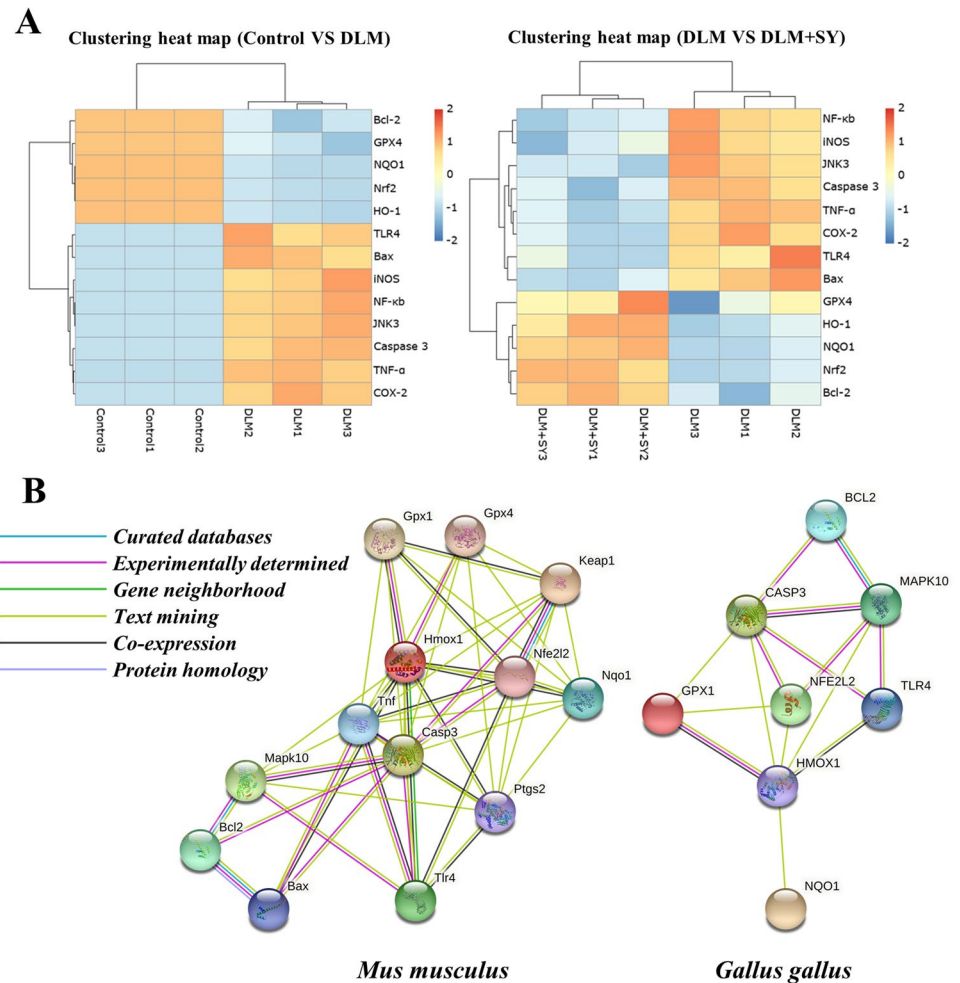 A
Clustering heat map (Control VS DLM)
Clustering heat map (DLM VS DLM+SY)
Bcl-2
GPX4
NQO1
Nrf2
HO-1
TLR4
Bax
iNOS
NF-κb
JNK3
Caspase 3
TNF-α
COX-2
2
1
0
-1
-2
Control3
Control1
Control2
DLM2
DLM1
DLM3
NF-κb
iNOS
JNK3
Caspase 3
TNF-α
COX-2
TLR4
Bax
GPX4
HO-1
NQO1
Nrf2
Bcl-2
2
1
0
-1
-2
DLM+SY3
DLM+SY1
DLM+SY2
DLM3
DLM1
DLM2
B
Curated databases
Experimentally determined
Gene neighborhood
Text mining
Co-expression
Protein homology
Gpx1
Gpx4
Keap1
Hmox1
Nfe2l2
Nqo1
Tnf
Casp3
Mapk10
Ptgs2
Bcl2
Bax
Tlr4
Mus musculus
BCL2
MAPK10
CASP3
NFE2L2
TLR4
GPX1
HMOX1
NQO1
Gallus gallus